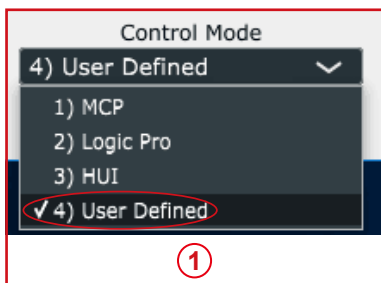 Control Mode
4) User Defined
1) MCP
2) Logic Pro
3) HUI
✓ 4) User Defined
1